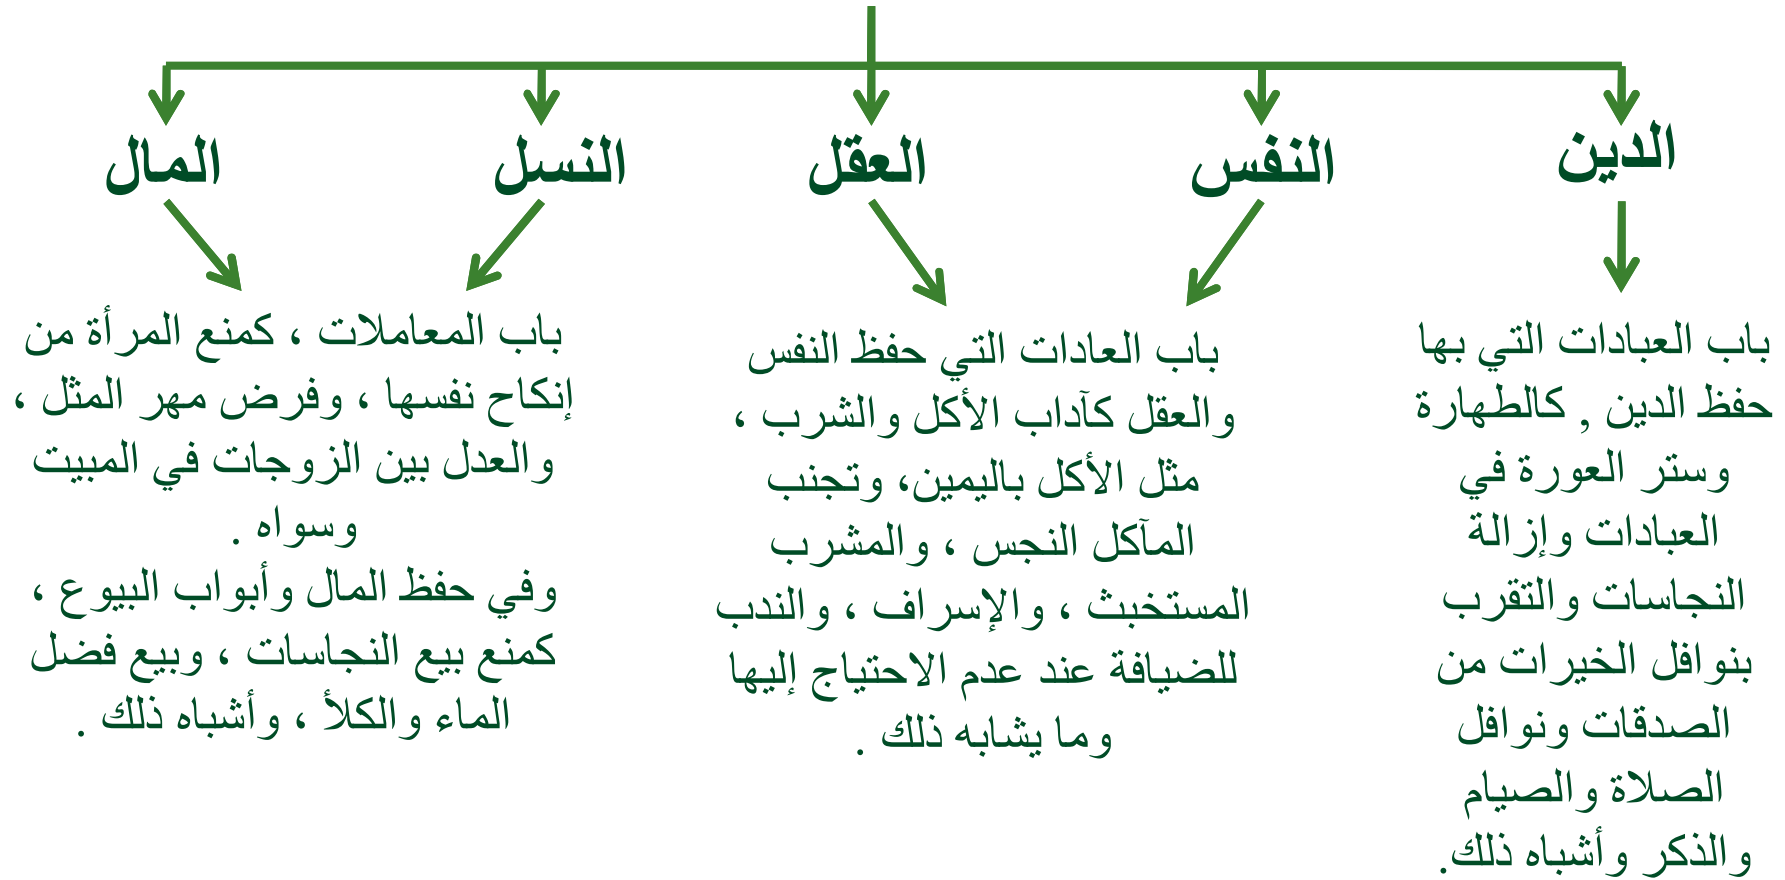 الدين
النفس
العقل
النسل
المال
باب العبادات التي بها
حفظ الدين , كالطهارة
وستر العورة في
العبادات وإزالة
النجاسات والتقرب
بنوافل الخيرات من
الصدقات ونوافل
الصلاة والصيام
والذكر وأشباه ذلك.
باب العادات التي حفظ النفس
والعقل كآداب الأكل والشرب ،
مثل الأكل باليمين، وتجنب
المآكل النجس ، والمشرب
المستخبث ، والإسراف ، والندب
للضيافة عند عدم الاحتياج إليها
وما يشابه ذلك .
باب المعاملات ، كمنع المرأة من
إنكاح نفسها ، وفرض مهر المثل ،
والعدل بين الزوجات في المبيت
وسواه .
وفي حفظ المال وأبواب البيوع ،
كمنع بيع النجاسات ، وبيع فضل
الماء والكلأ ، وأشباه ذلك .